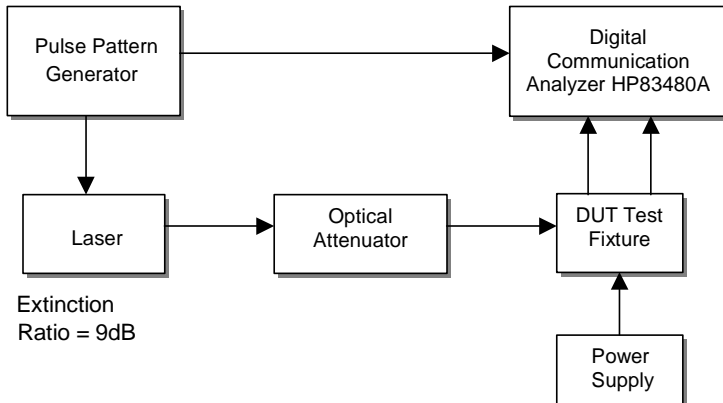 Pulse Pattern
Generator
Digital
Communication
Analyzer HP83480A
Laser
Optical
Attenuator
DUT Test
Fixture
Extinction
Ratio = 9dB
Power
Supply